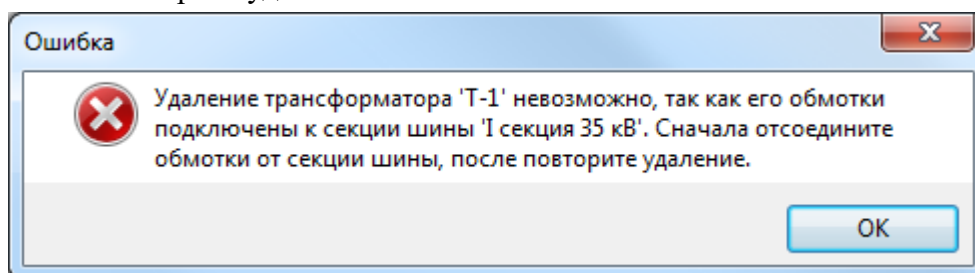 Ошибка
Удаление трансформатора 'Т-1' невозможно, так как его обмотки
подключены к секции шины 'I секция 35 кВ'. Сначала отсоедините
обмотки от секции шины, после повторите удаление.
OK